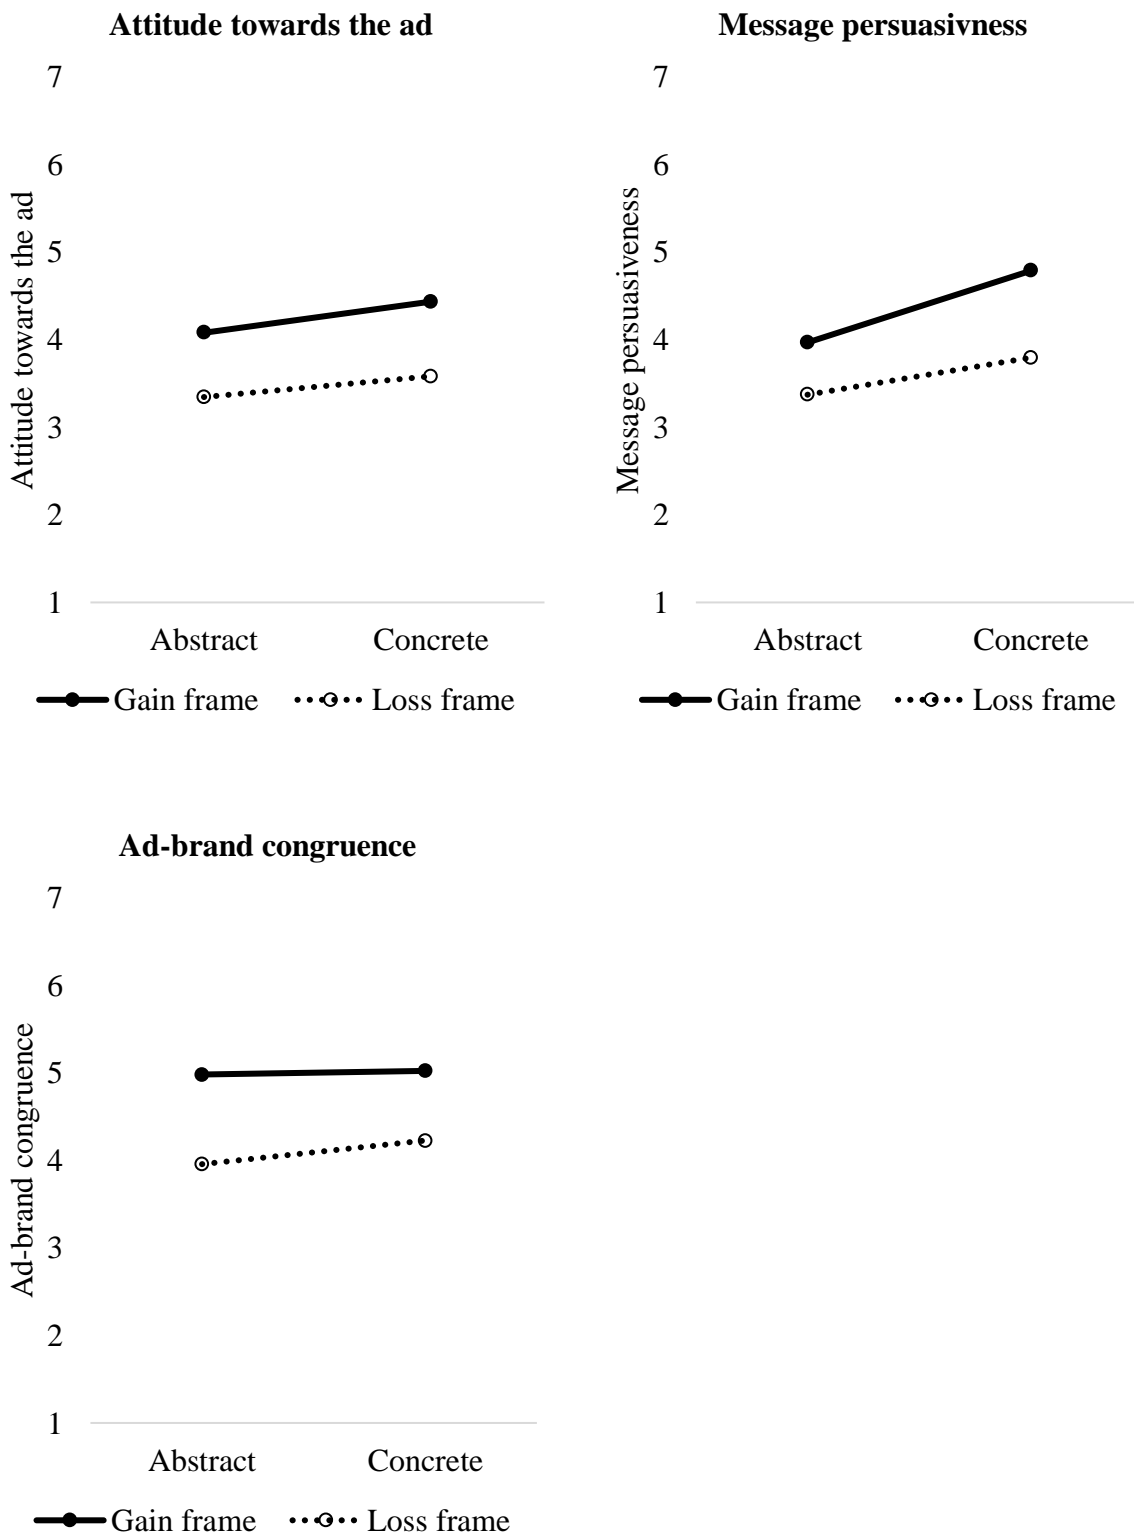 Attitude towards the ad
7
6
5
4
3
2
1
Attitude towards the ad
Abstract Concrete
Gain frame Loss frame
Message persuasivness
7
6
5
4
3
2
1
Message persuasiveness
Abstract Concrete
Gain frame Loss frame
Ad-brand congruence
7
6
5
4
3
2
1
Ad-brand congruence
Abstract Concrete
Gain frame Loss frame